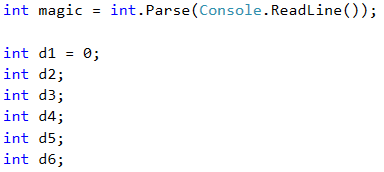 int magic = int.Parse(Console.ReadLine());
int d1 = 0;
int d2;
int d3;
int d4;
int d5;
int d6;